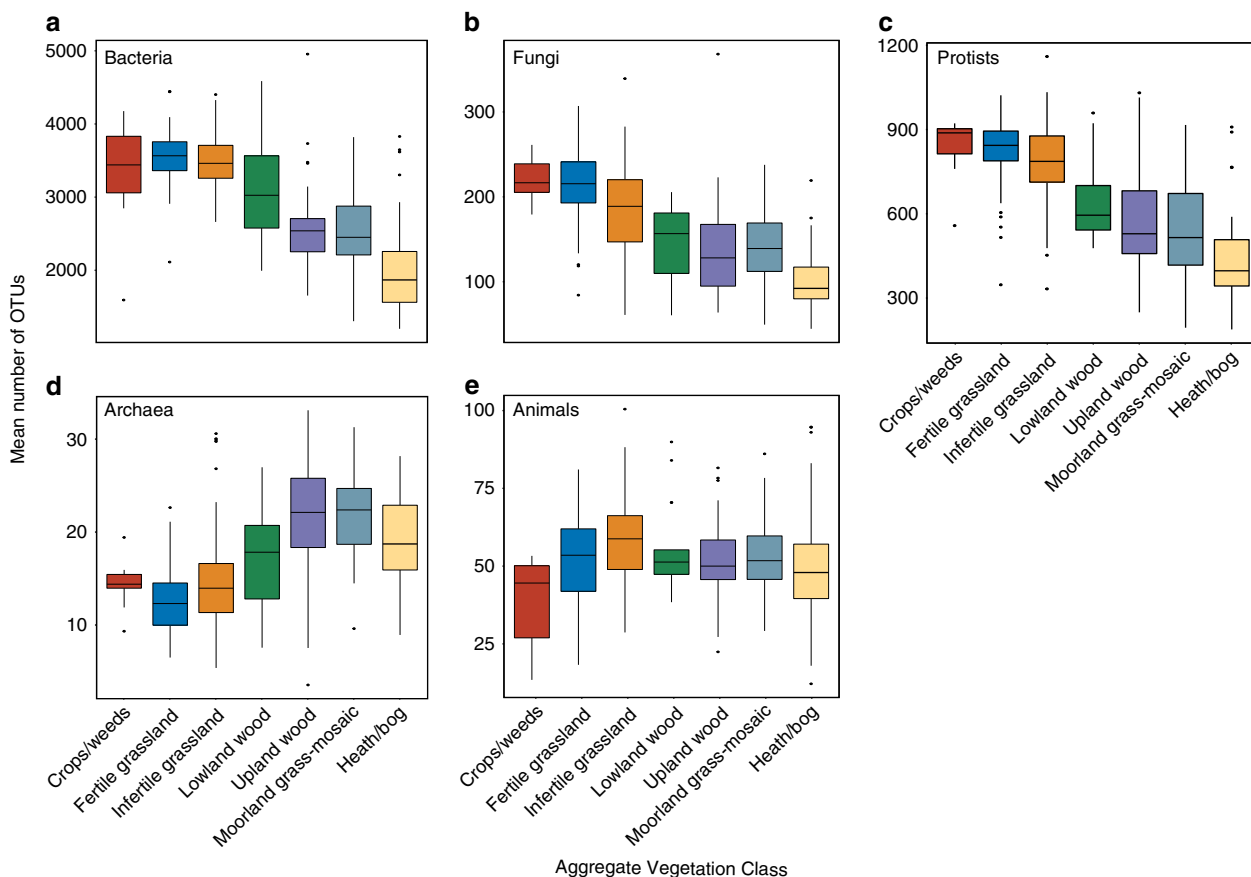 a
Bacteria
5000
4000
3000
2000
b
Fungi
300
200
100
c
Protists
1200
900
600
300
Crops/weeds
Fertile grassland
Infertile grassland
Lowland wood
Upland wood
Moorland grass-mosaic
Heath/bog
Mean number of OTUs
d
Archaea
30
20
10
Crops/weeds
Fertile grassland
Infertile grassland
Lowland wood
Upland wood
Moorland grass-mosaic
Heath/bog
e
Animals
100
75
50
25
Crops/weeds
Fertile grassland
Infertile grassland
Lowland wood
Upland wood
Moorland grass-mosaic
Heath/bog
Aggregate Vegetation Class